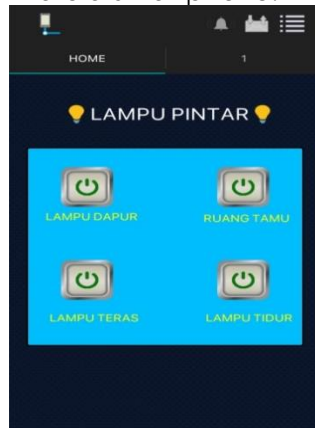 HOME 1
LAMPU PINTAR
LAMPU DAPUR RUANG TAMU
LAMPU TERAS LAMPU TIDUR